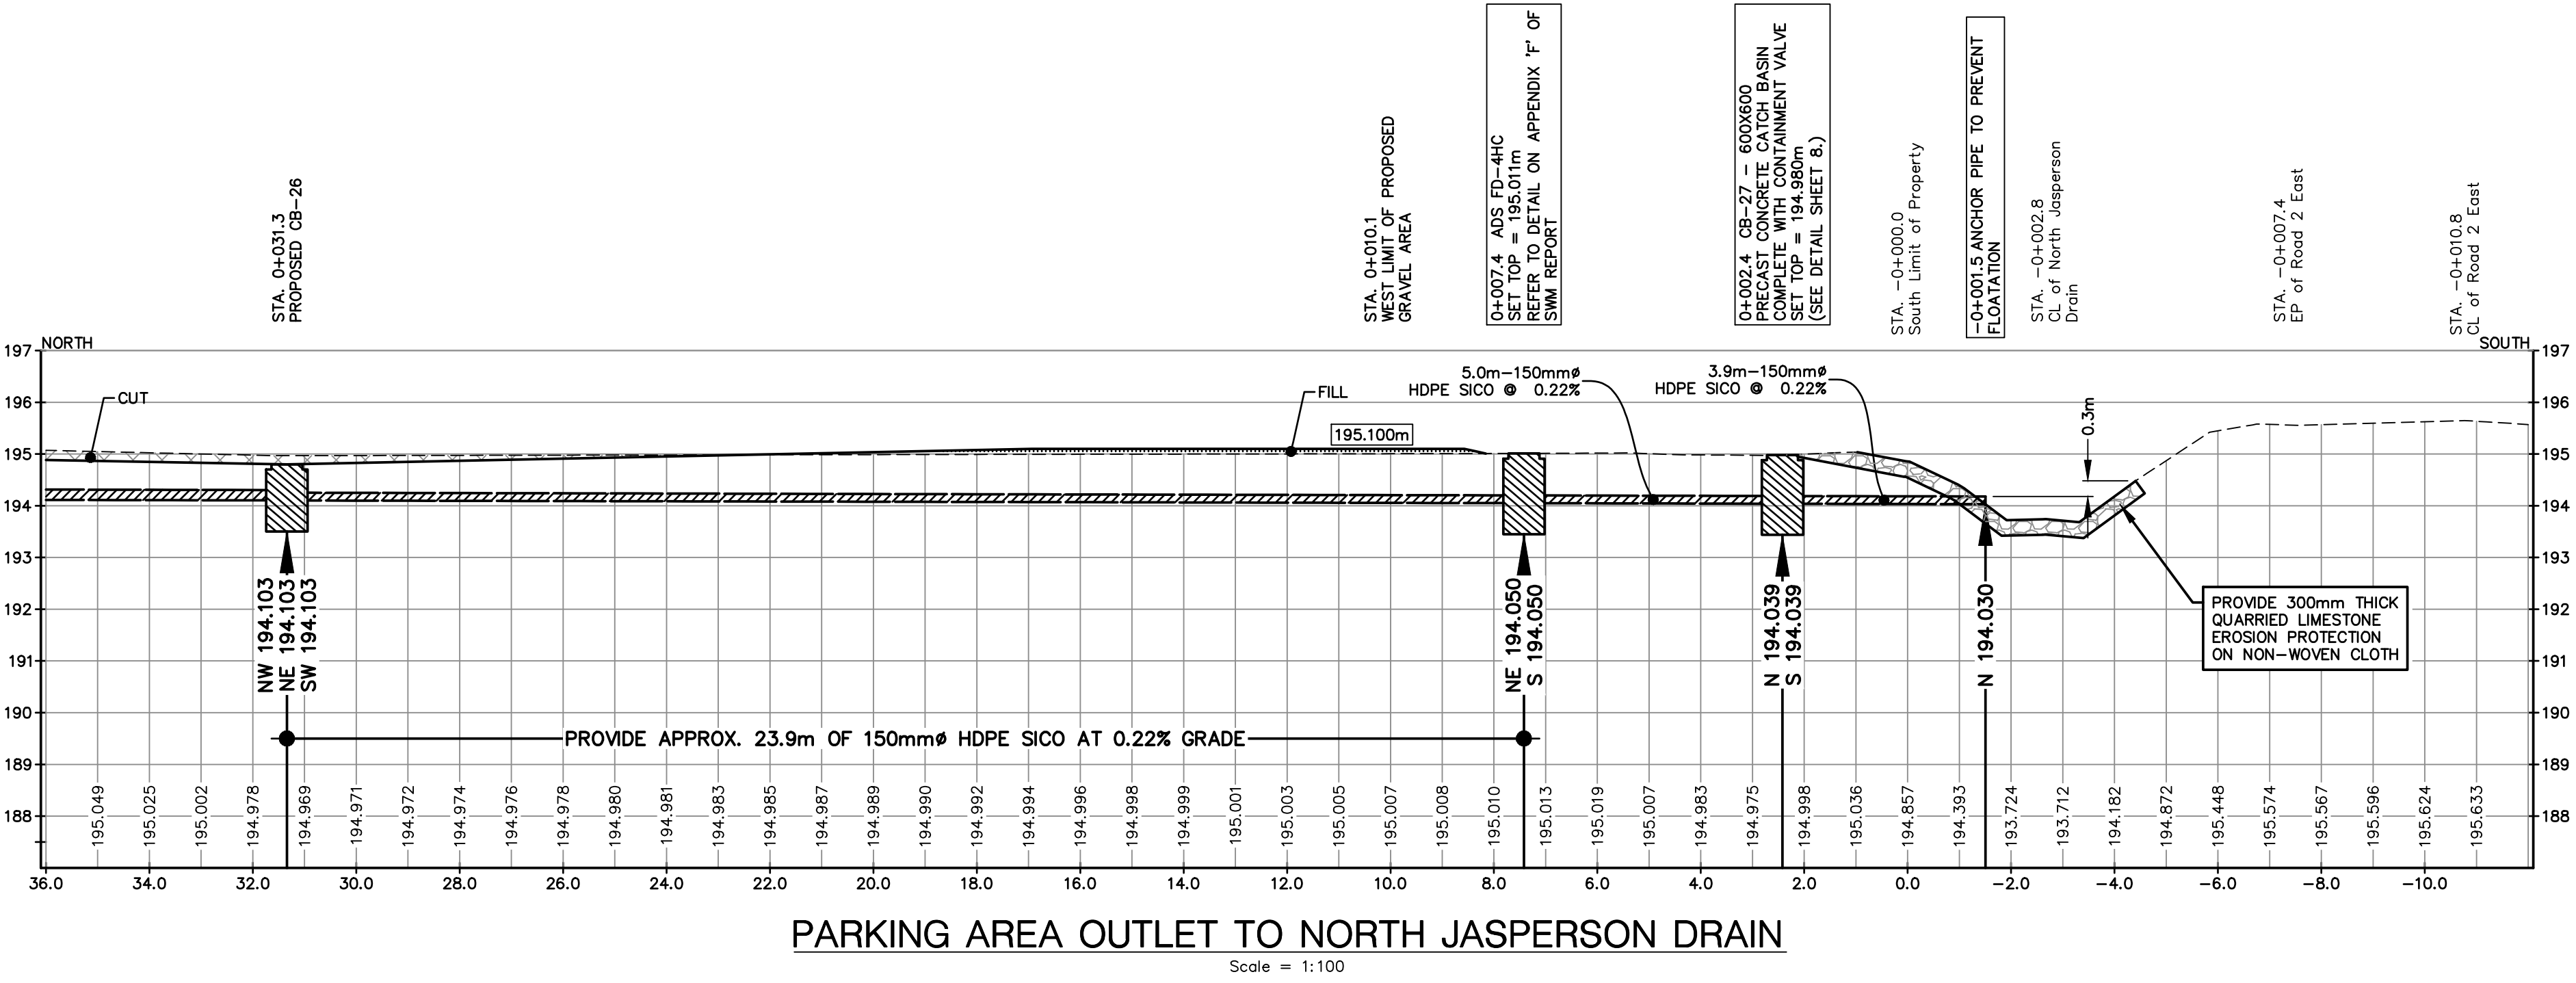 STA. 0+031.3
PROPOSED CB-26
STA. 0+010.1
WEST LIMIT OF PROPOSED
GRAVEL AREA
0+007.4 ADS FD-4HC
SET TOP = 195.011m
REFER TO DETAIL ON APPENDIX 'F' OF
SWM REPORT
0+002.4 CB-27 - 600X600
PRECAST CONCRETE CATCH BASIN
COMPLETE WITH CONTAINMENT VALVE
SET TOP = 194.980m
(SEE DETAIL SHEET 8.)
STA. -0+000.0
South Limit of Property
-0+001.5 ANCHOR PIPE TO PREVENT
FLOATATION
STA. -0+002.8
CL of North Jasperson
Drain
STA. -0+007.4
EP of Road 2 East
STA. -0+010.8
CL of Road 2 East
NORTH
SOUTH
197
196
195
194
193
192
191
190
189
188
197
196
195
194
193
192
191
190
189
188
CUT
FILL
195.100m
5.0m-150mmø
HDPE SICO @ 0.22%
3.9m-150mmø
HDPE SICO @ 0.22%
0.3m
NW 194.103
NE 194.103
SW 194.103
NE 194.050
S 194.050
N 194.039
S 194.039
N 194.030
PROVIDE 300mm THICK
QUARRIED LIMESTONE
EROSION PROTECTION
ON NON-WOVEN CLOTH
PROVIDE APPROX. 23.9m OF 150mmø HDPE SICO AT 0.22% GRADE
195.049
195.025
195.002
194.978
194.969
194.971
194.972
194.974
194.976
194.978
194.980
194.981
194.983
194.985
194.987
194.989
194.990
194.992
194.994
194.996
194.998
194.999
195.001
195.003
195.005
195.007
195.008
195.010
195.013
195.019
195.007
194.983
194.975
194.998
195.036
194.857
194.393
193.724
193.712
194.182
194.872
195.448
195.574
195.567
195.596
195.624
195.633
36.0 34.0 32.0 30.0 28.0 26.0 24.0 22.0 20.0 18.0 16.0 14.0 12.0 10.0 8.0 6.0 4.0 2.0 0.0 -2.0 -4.0 -6.0 -8.0 -10.0
PARKING AREA OUTLET TO NORTH JASPERSON DRAIN
Scale = 1:100